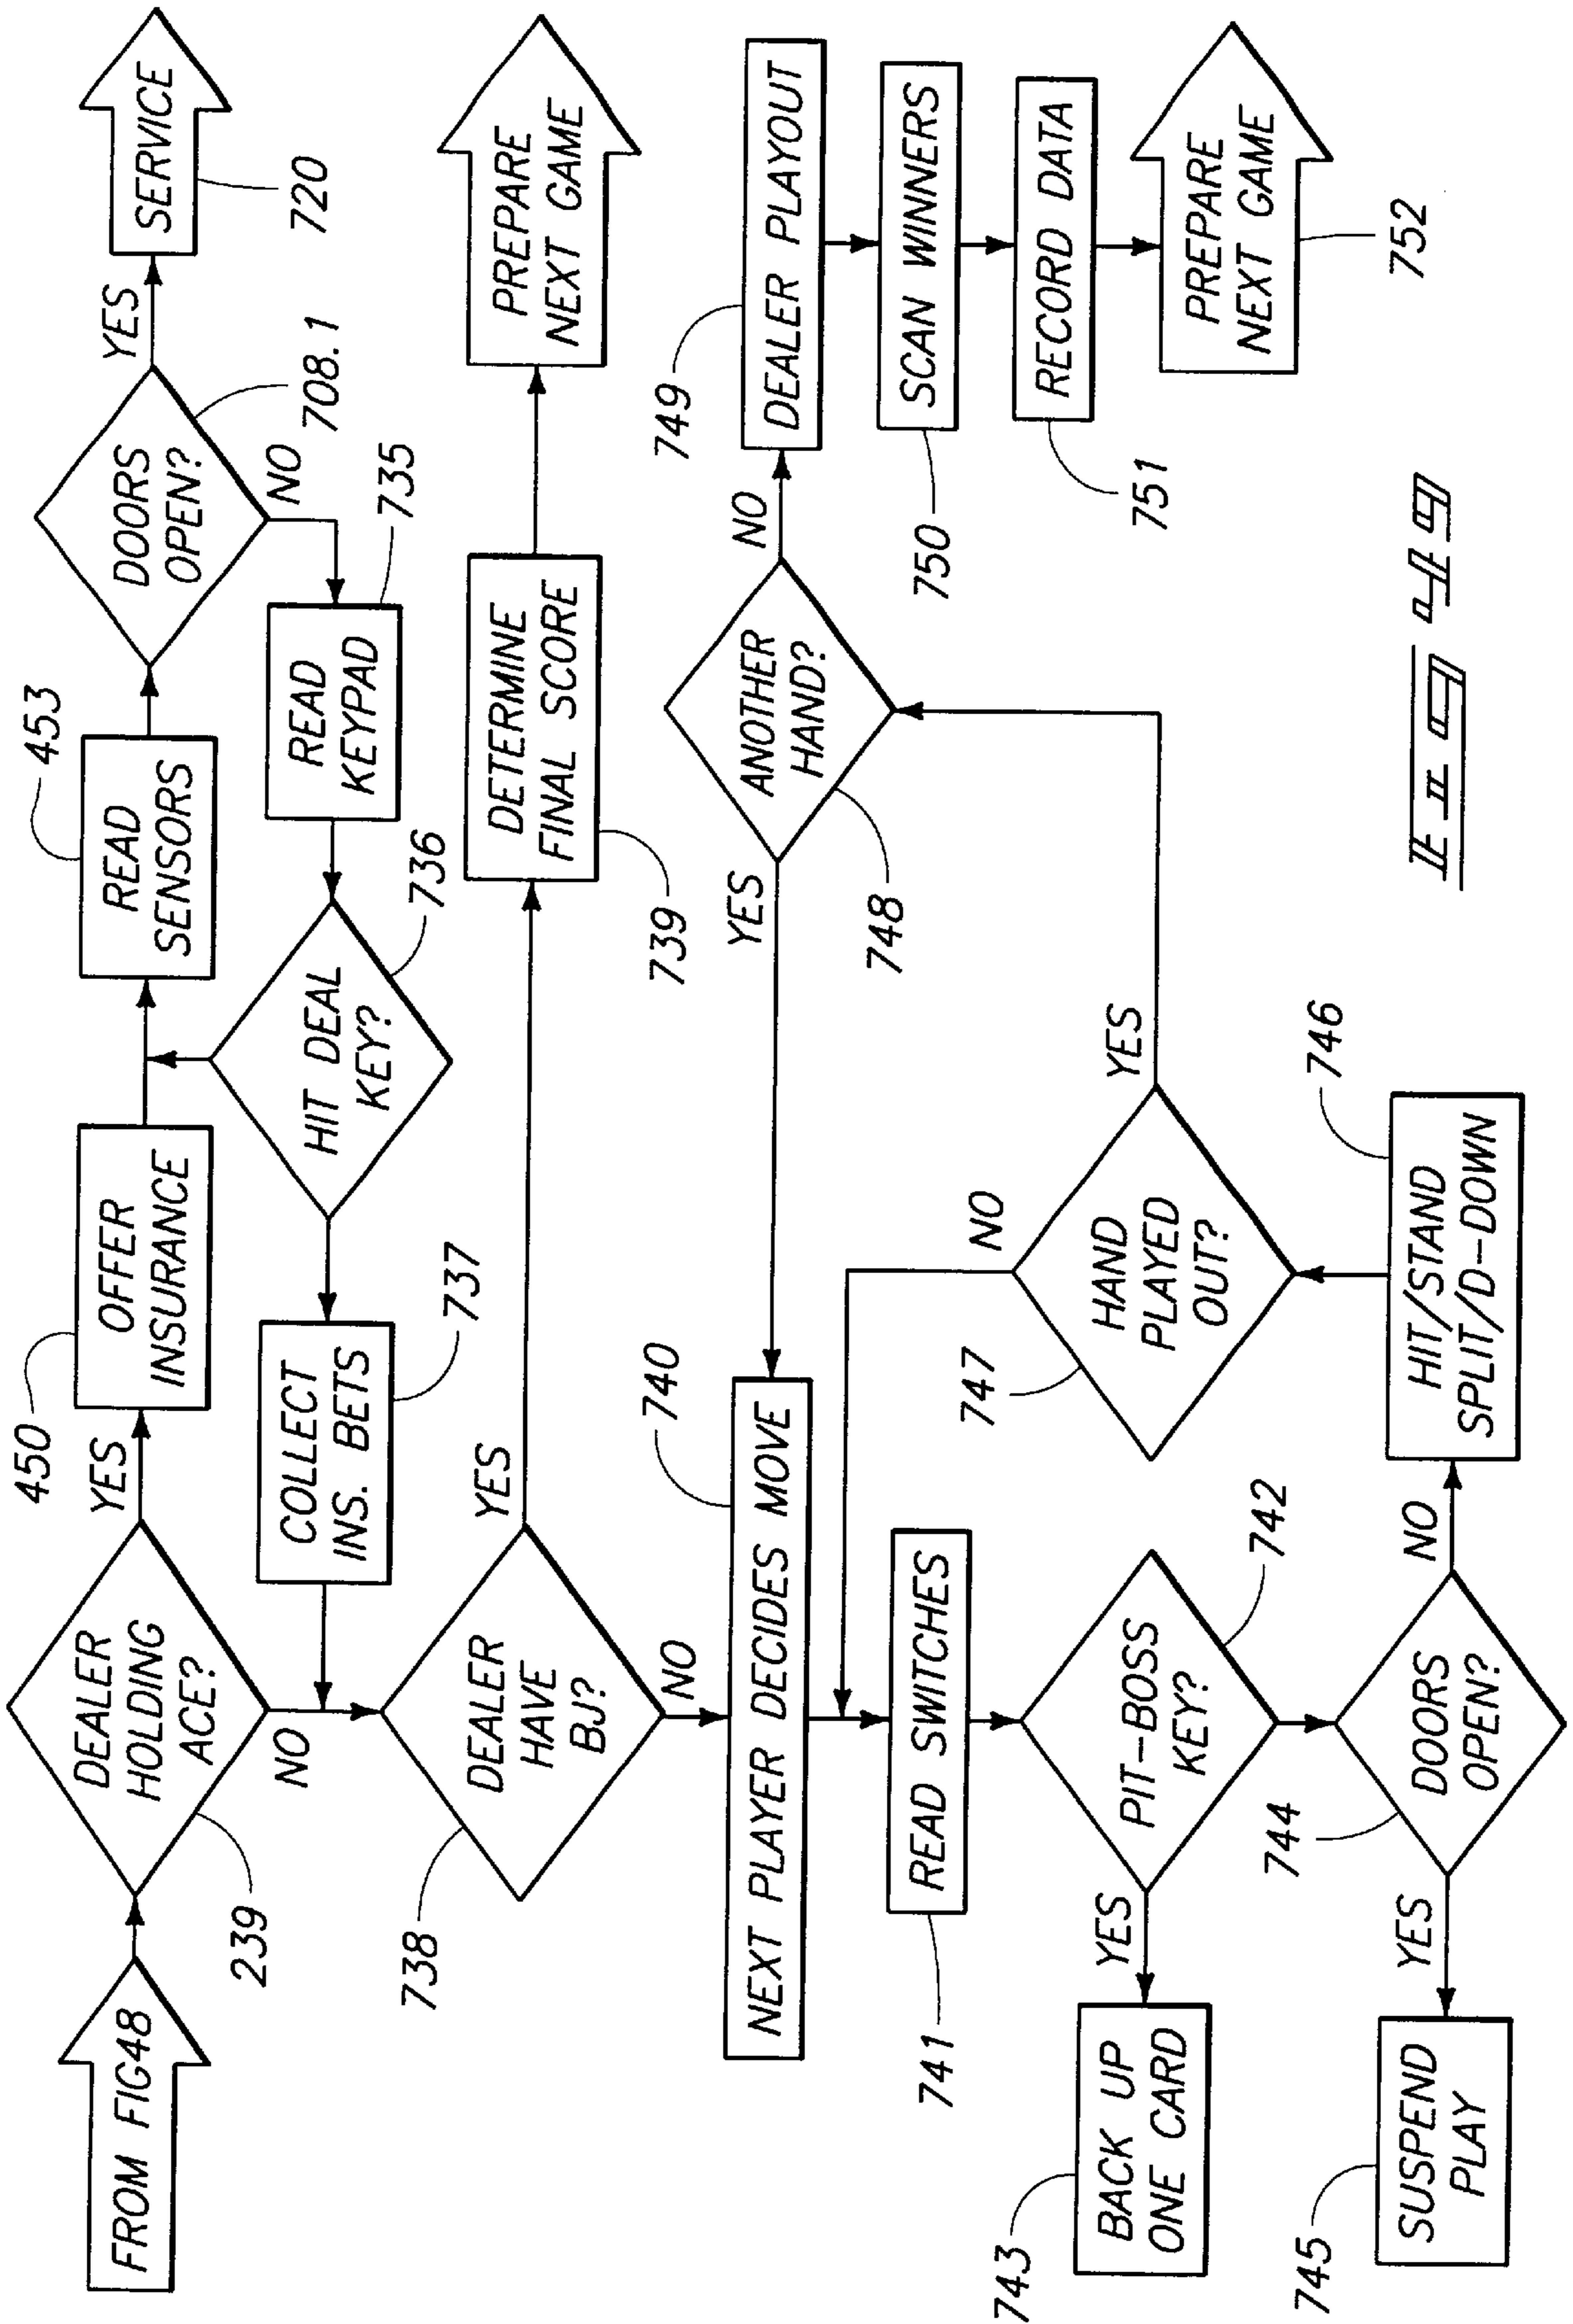 FROM FIG48
239
DEALER
HOLDING
ACE?
YES
NO
450
OFFER
INSURANCE
453
READ
SENSORS
DOORS
OPEN?
YES
708.1
NO
SERVICE
720
READ
KEYPAD
735
HIT DEAL
KEY?
736
COLLECT
INS. BETS
737
738
DEALER
HAVE
BJ?
YES
NO
DETERMINE
FINAL SCORE
739
PREPARE
NEXT GAME
NEXT PLAYER DECIDES MOVE
740
READ SWITCHES
741
PIT-BOSS
KEY?
742
YES
BACK UP
ONE CARD
743
744
DOORS
OPEN?
YES
NO
SUSPEND
PLAY
745
HIT/STAND
SPLIT/D-DOWN
746
747
HAND
PLAYED
OUT?
NO
YES
ANOTHER
HAND?
748
YES
NO
749
DEALER PLAYOUT
750
SCAN WINNERS
751
RECORD DATA
PREPARE
NEXT GAME
752
FIG 49